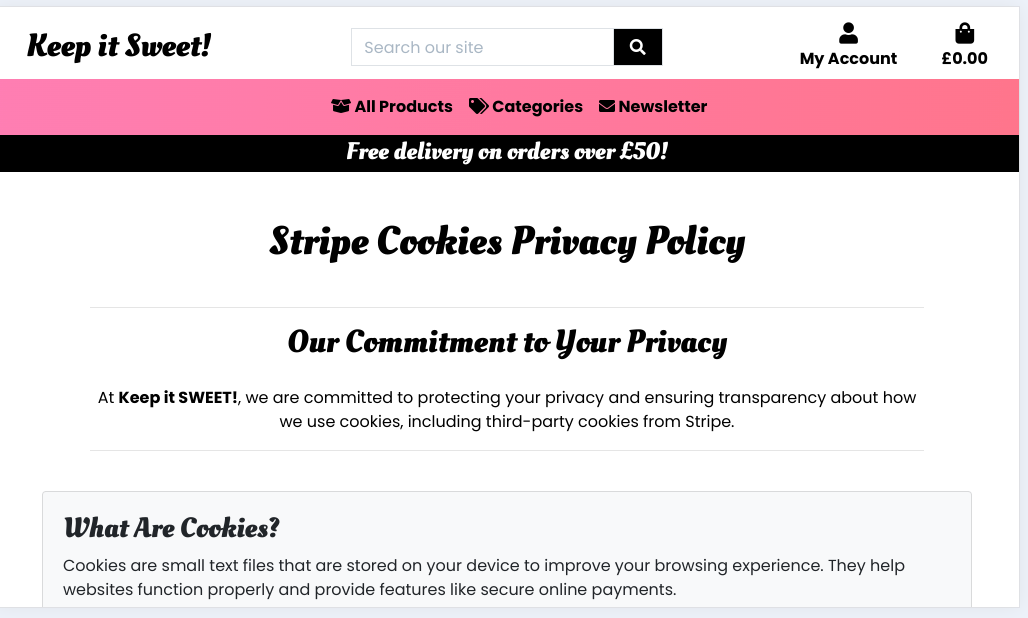 Keep it Sweet!
Search our site
My Account
£0.00
All Products
Categories
Newsletter
Free delivery on orders over £50!
Stripe Cookies Privacy Policy
Our Commitment to Your Privacy
At Keep it SWEET!, we are committed to protecting your privacy and ensuring transparency about how
we use cookies, including third-party cookies from Stripe.
What Are Cookies?
Cookies are small text files that are stored on your device to improve your browsing experience. They help
websites function properly and provide features like secure online payments.